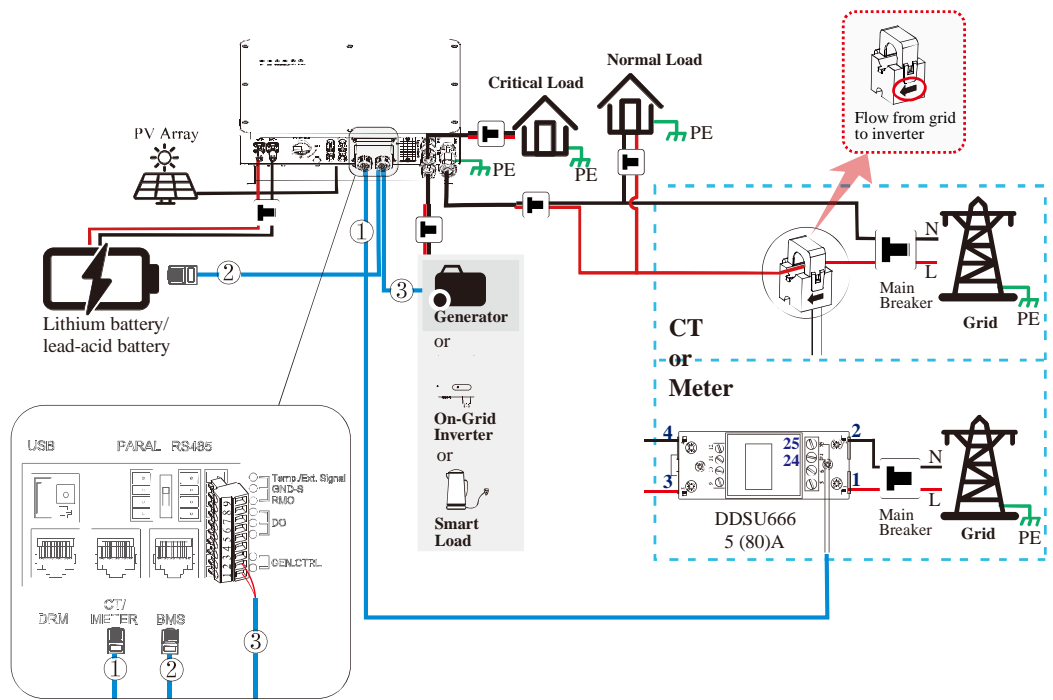 Normal Load
Critical Load
Flow from grid
to inverter
PV Array
PE
PE
PE
①
②
③
N
L
Main
Breaker
Grid
PE
Lithium battery/
lead-acid battery
Generator
or
On-Grid
Inverter
or
Smart
Load
CT
or
Meter
4
3
25
24
2
1
N
L
Main
Breaker
Grid
PE
DDSU666
5 (80)A
USB
PARAL
RS485
Temp./Ext. Signal
GND-S
RMO
DO
GEN.CTRL
DRM
CT/
METER
BMS
①
②
③